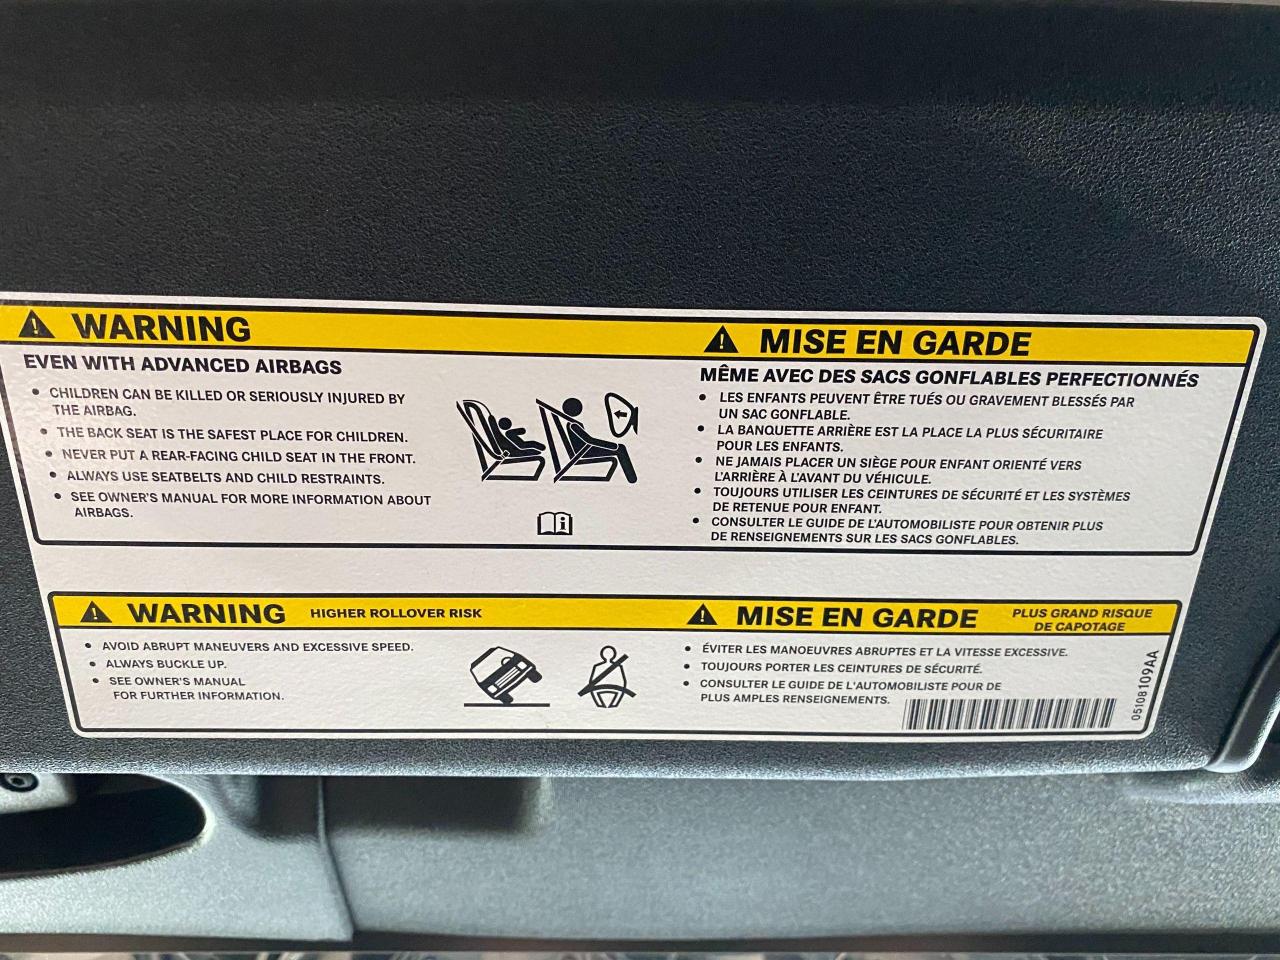 WARNING
EVEN WITH ADVANCED AIRBAGS
• CHILDREN CAN BE KILLED OR SERIOUSLY INJURED BY
THE AIRBAG.
• THE BACK SEAT IS THE SAFEST PLACE FOR CHILDREN.
• NEVER PUT A REAR-FACING CHILD SEAT IN THE FRONT.
• ALWAYS USE SEATBELTS AND CHILD RESTRAINTS.
• SEE OWNER'S MANUAL FOR MORE INFORMATION ABOUT
AIRBAGS.
MISE EN GARDE
MÊME AVEC DES SACS GONFLABLES PERFECTIONNÉS
• LES ENFANTS PEUVENT ÊTRE TUÉS OU GRAVEMENT BLESSÉS PAR
UN SAC GONFLABLE.
• LA BANQUETTE ARRIÈRE EST LA PLACE LA PLUS SÉCURITAIRE
POUR LES ENFANTS.
• NE JAMAIS PLACER UN SIÈGE POUR ENFANT ORIENTÉ VERS
L'ARRIÈRE À L'AVANT DU VÉHICULE.
• TOUJOURS UTILISER LES CEINTURES DE SÉCURITÉ ET LES SYSTÈMES
DE RETENUE POUR ENFANT.
• CONSULTER LE GUIDE DE L'AUTOMOBILISTE POUR OBTENIR PLUS
DE RENSEIGNEMENTS SUR LES SACS GONFLABLES.
WARNING HIGHER ROLLOVER RISK
• AVOID ABRUPT MANEUVERS AND EXCESSIVE SPEED.
• ALWAYS BUCKLE UP.
• SEE OWNER'S MANUAL
FOR FURTHER INFORMATION.
MISE EN GARDE PLUS GRAND RISQUE
DE CAPOTAGE
• ÉVITER LES MANOEUVRES ABRUPTES ET LA VITESSE EXCESSIVE.
• TOUJOURS PORTER LES CEINTURES DE SÉCURITÉ.
• CONSULTER LE GUIDE DE L'AUTOMOBILISTE POUR DE
PLUS AMPLES RENSEIGNEMENTS.
05108109AA